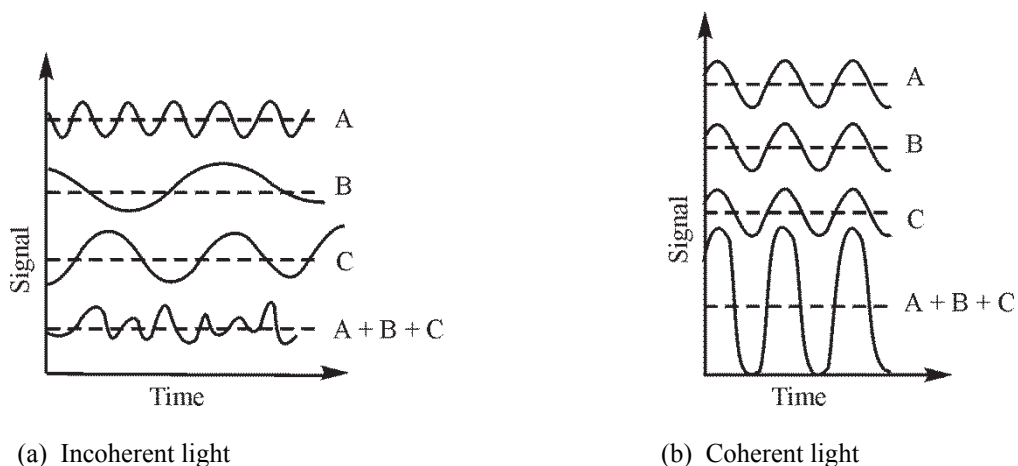 A
B
C
A + B + C
Signal
Time
(a) Incoherent light
A
B
C
A + B + C
Signal
Time
(b) Coherent light